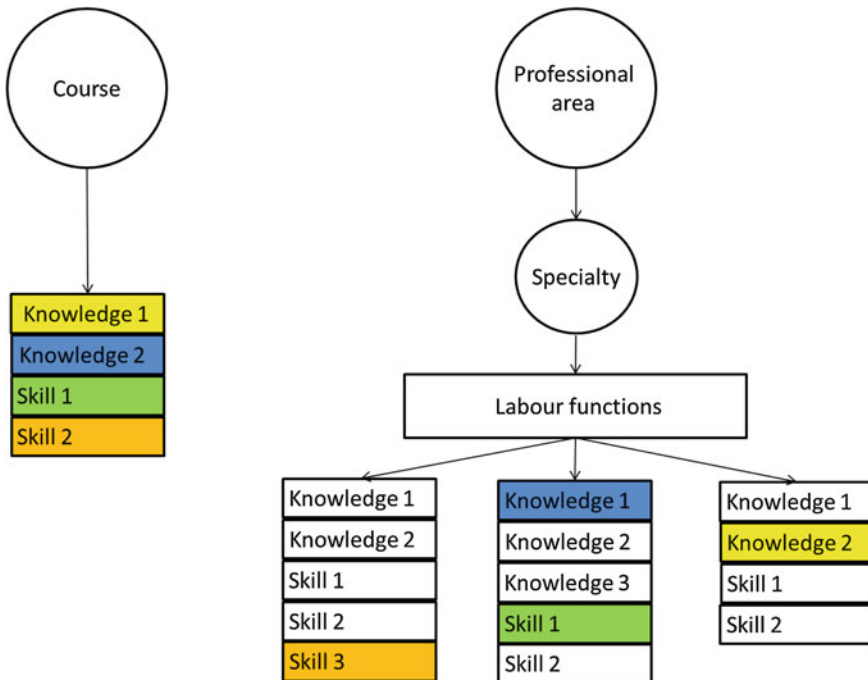 Course
Knowledge 1
Knowledge 2
Skill 1
Skill 2
Professional
area
Specialty
Labour functions
Knowledge 1
Knowledge 2
Skill 1
Skill 2
Skill 3
Knowledge 1
Knowledge 2
Knowledge 3
Skill 1
Skill 2
Knowledge 1
Knowledge 2
Skill 1
Skill 2